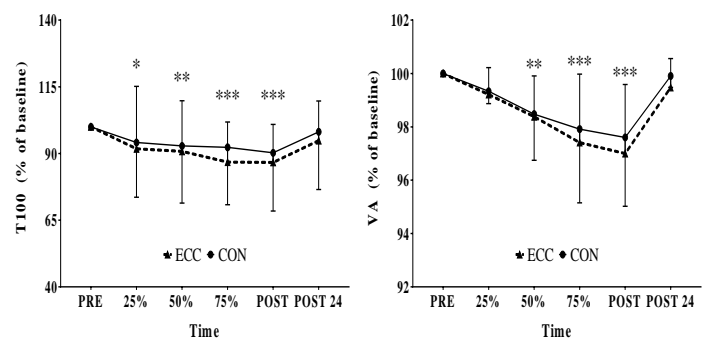 140
115
90
65
40
T100 (% of baseline)
* ** *** ***
ECC CON
PRE 25% 50% 75% POST POST 24
Time
102
100
98
96
94
92
VA (% of baseline)
** *** ***
ECC CON
PRE 25% 50% 75% POST POST 24
Time